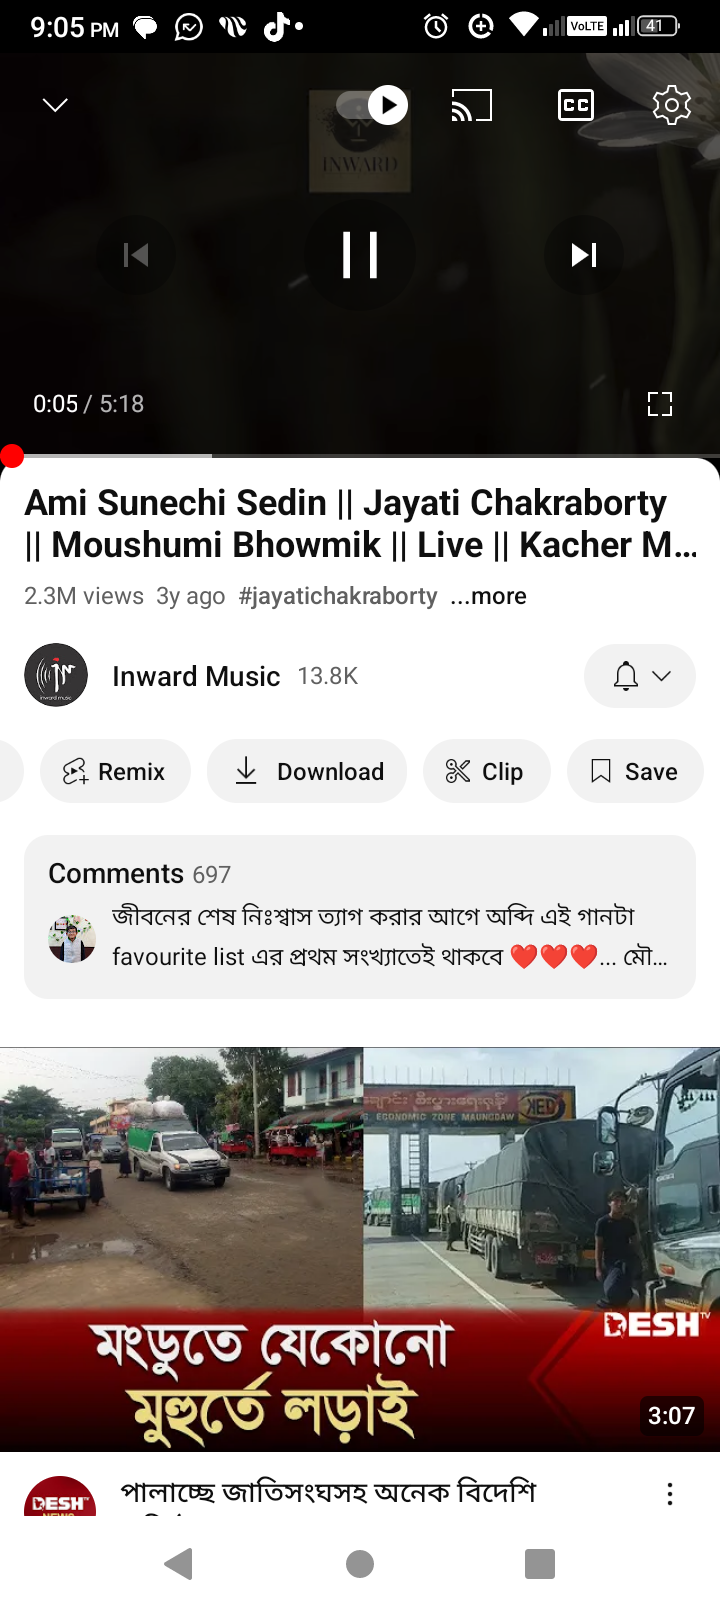 9:05 PM
VoLTE
41
INWARD
CC
0:05 / 5:18
Ami Sunechi Sedin || Jayati Chakraborty
|| Moushumi Bhowmik || Live || Kacher M...
2.3M views 3y ago #jayatichakraborty ...more
Inward Music 13.8K
Remix
Download
Clip
Save
Comments 697
জীবনের শেষ নিঃশ্বাস ত্যাগ করার আগে অব্দি এই গানটা
favourite list এর প্রথম সংখ্যাতেই থাকবে ❤️❤️❤️... মৌ...
ECONOMIC ZONE MAUNGDAW
DESH TV
মংডুতে যেকোনো
মুহুর্তে লড়াই
3:07
DESH
NEWS
পালাচ্ছে জাতিসংঘসহ অনেক বিদেশি